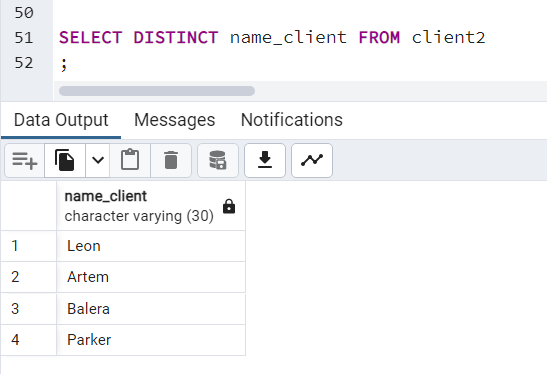 50
51 SELECT DISTINCT name_client FROM client2
52 ;
Data Output Messages Notifications
name_client
character varying (30)
1 Leon
2 Artem
3 Balera
4 Parker